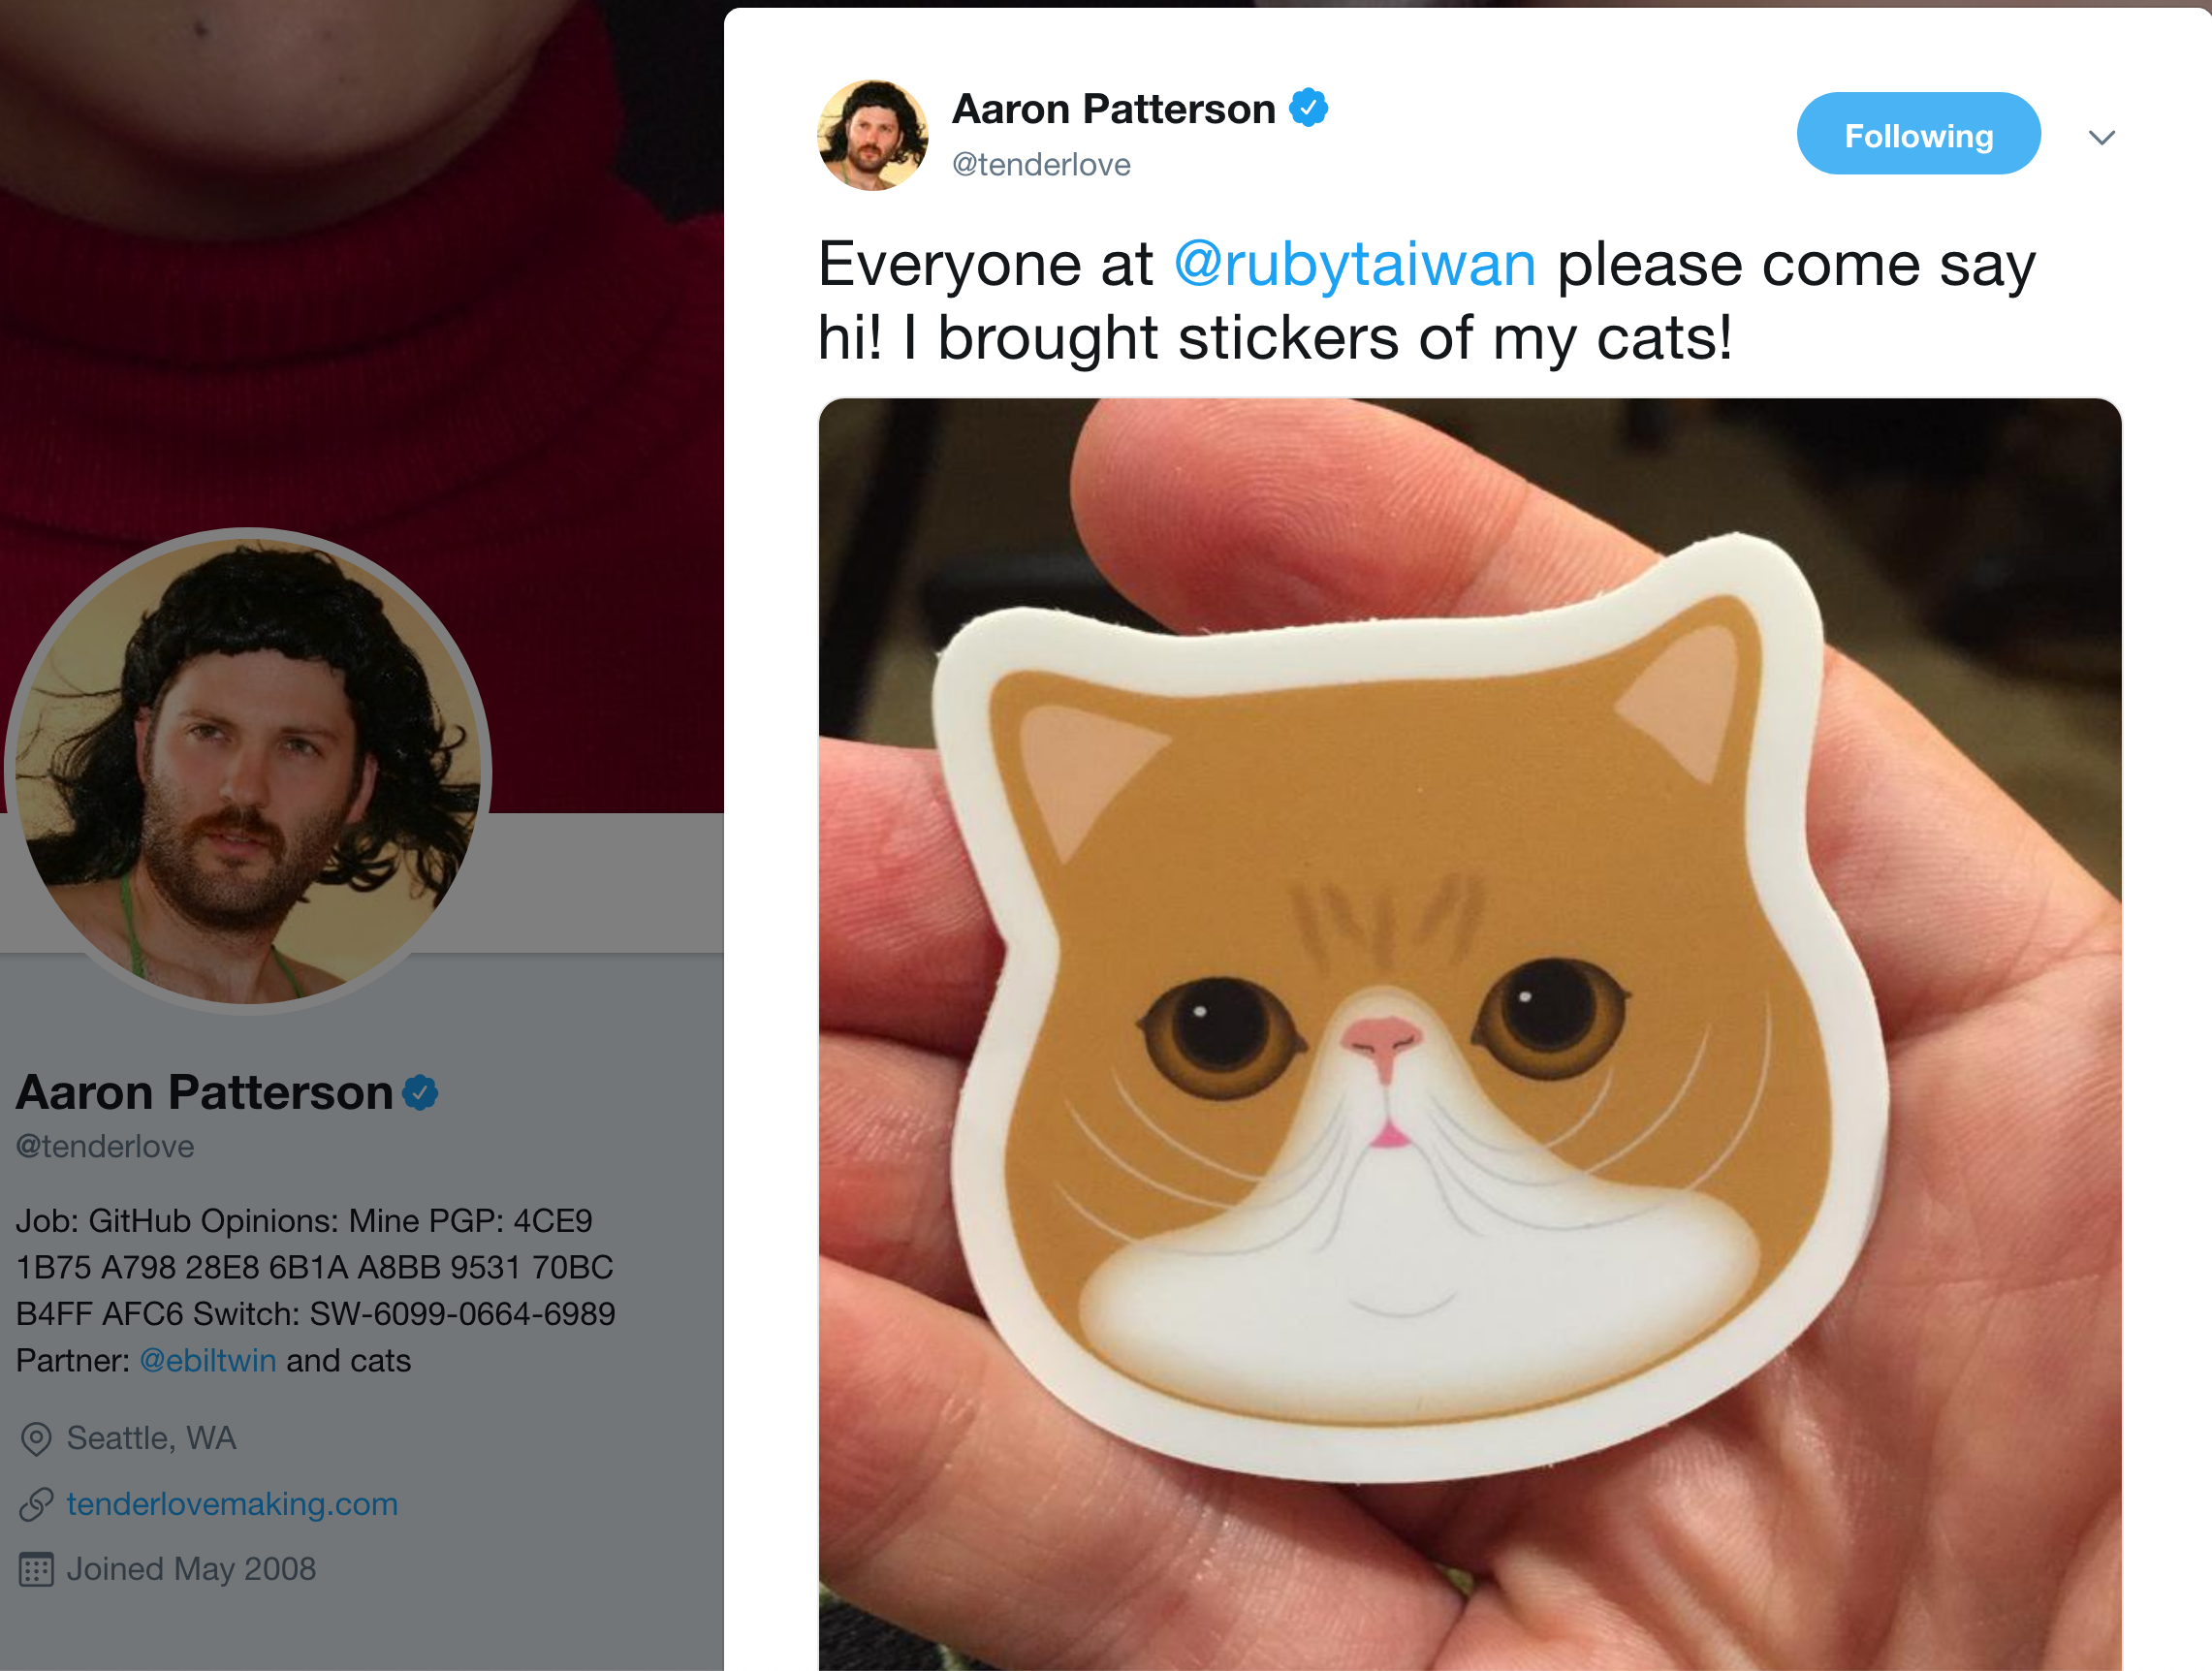 Aaron Patterson
@tenderlove
Following
Everyone at @rubytaiwan please come say
hi! I brought stickers of my cats!
Aaron Patterson
@tenderlove
Job: GitHub Opinions: Mine PGP: 4CE9
1B75 A798 28E8 6B1A A8BB 9531 70BC
B4FF AFC6 Switch: SW-6099-0664-6989
Partner: @ebiltwin and cats
Seattle, WA
tenderlovemaking.com
Joined May 2008